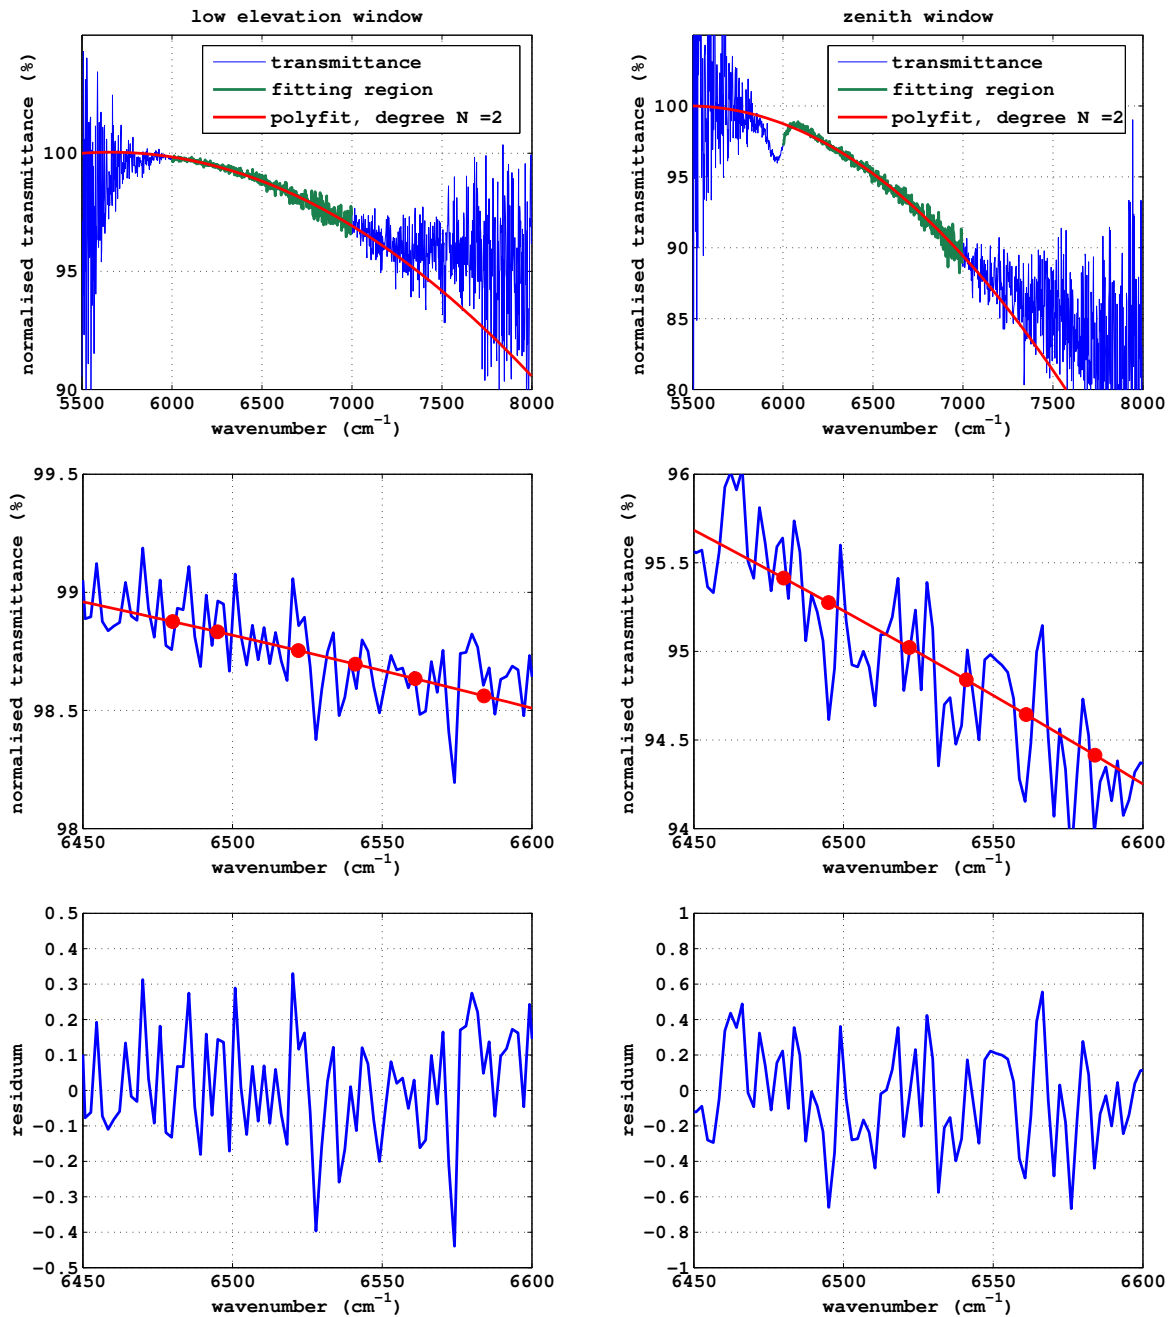 low elevation window
normalised transmittance (%)
transmittance
fitting region
polyfit, degree N =2
100
95
90
5500 6000 6500 7000 7500 8000
wavenumber (cm−1)
zenith window
normalised transmittance (%)
transmittance
fitting region
polyfit, degree N =2
100
95
90
85
80
5500 6000 6500 7000 7500 8000
wavenumber (cm−1)
normalised transmittance (%)
99.5
99
98.5
98
6450 6500 6550 6600
wavenumber (cm−1)
normalised transmittance (%)
96
95.5
95
94.5
94
6450 6500 6550 6600
wavenumber (cm−1)
residuum
0.5
0.4
0.3
0.2
0.1
0
−0.1
−0.2
−0.3
−0.4
−0.5
6450 6500 6550 6600
wavenumber (cm−1)
residuum
1
0.8
0.6
0.4
0.2
0
−0.2
−0.4
−0.6
−0.8
−1
6450 6500 6550 6600
wavenumber (cm−1)